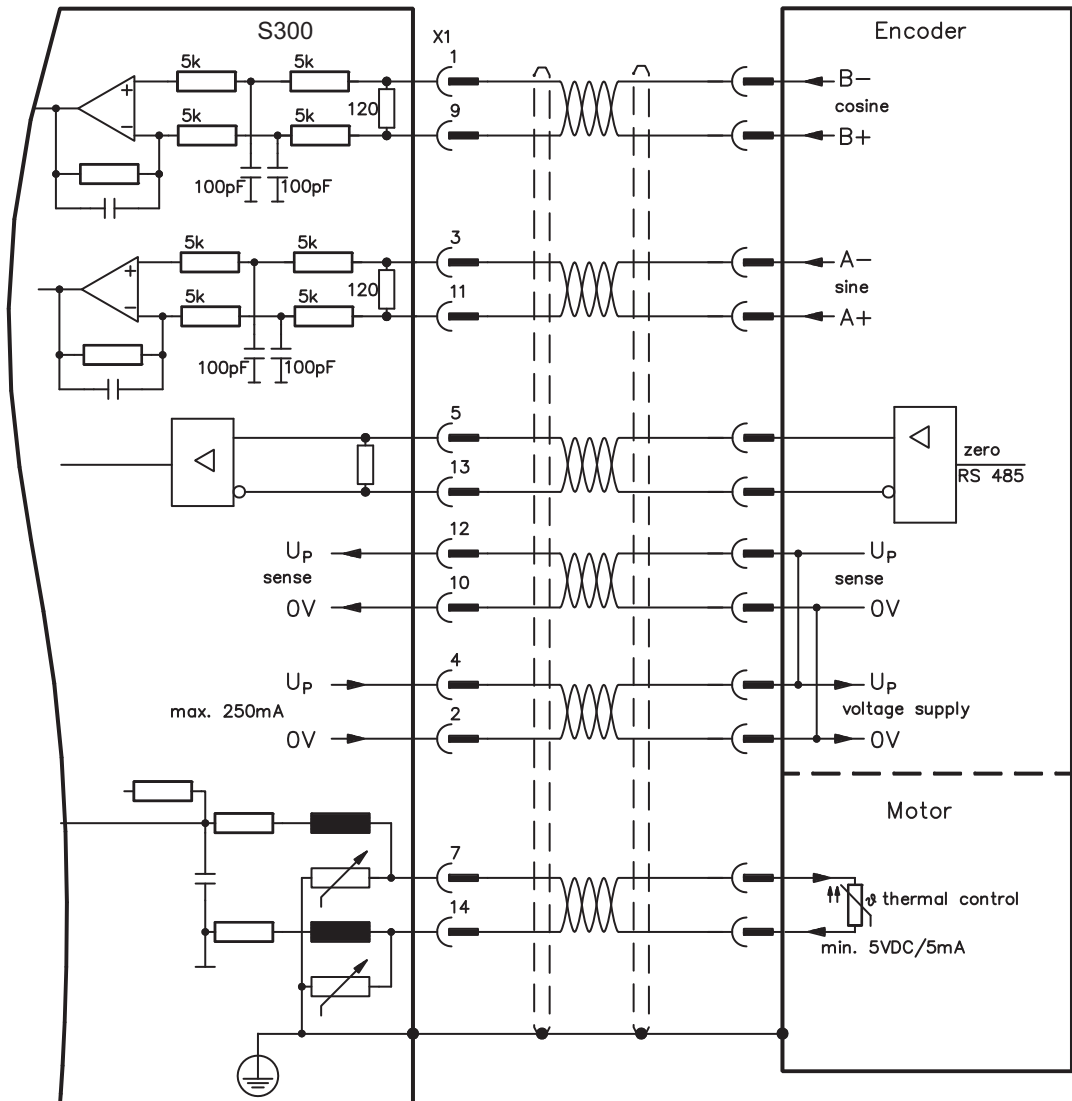 S300
X1
Encoder
1
5k
5k
B-
120
cosine
9
5k
5k
B+
100pF
100pF
3
5k
5k
A-
120
sine
11
5k
5k
A+
100pF
100pF
5
zero
13
RS 485
12
UP
UP
sense
sense
10
0V
0V
4
UP
UP
max. 250mA
voltage supply
2
0V
0V
Motor
7
ϑ thermal control
14
min. 5VDC/5mA